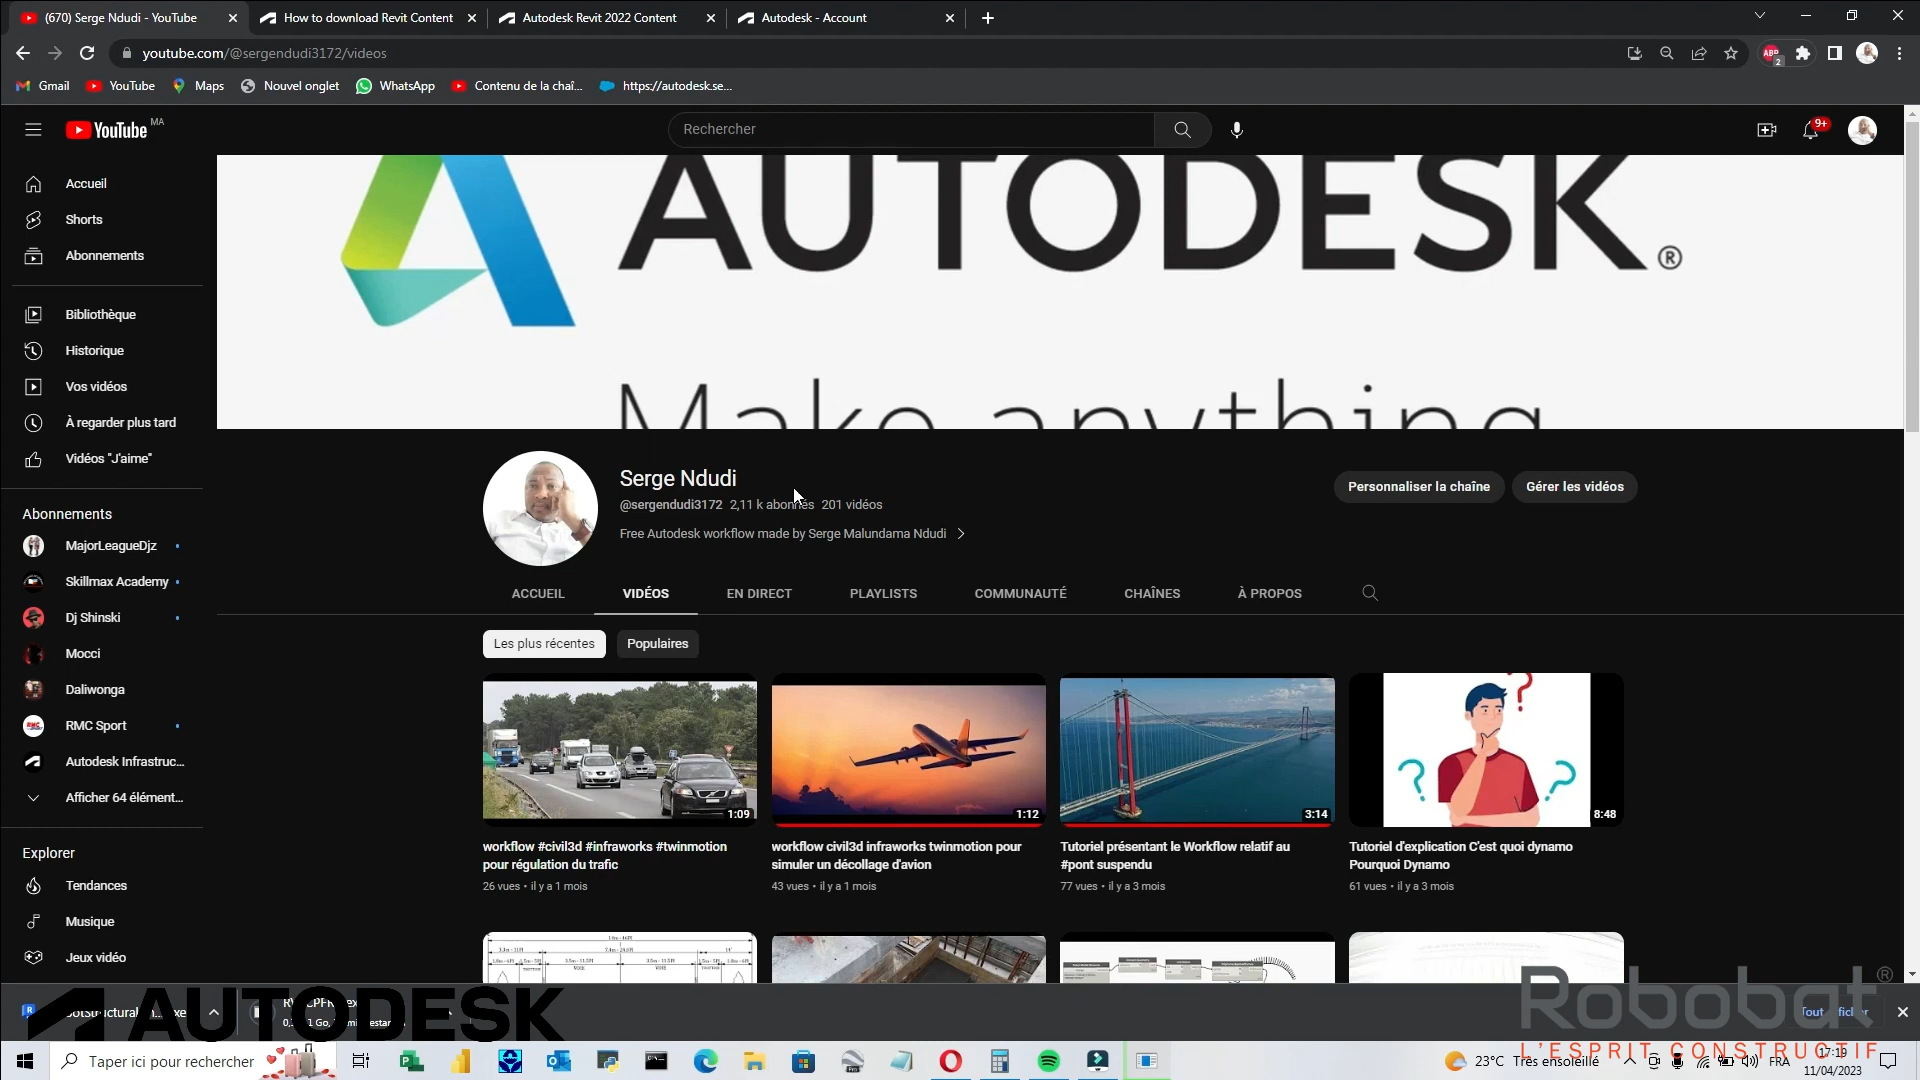 (670) Serge Ndudi - YouTube
How to download Revit Content
Autodesk Revit 2022 Content
Autodesk - Account
youtube.com/@sergendudi3172/videos
Gmail
YouTube
Maps
Nouvel onglet
WhatsApp
Contenu de la chaî...
https://autodesk.se...
YouTube MA
Rechercher
9+
Accueil
Shorts
Abonnements
Bibliothèque
Historique
Vos vidéos
À regarder plus tard
Vidéos "J'aime"
Abonnements
MajorLeagueDjz
Skillmax Academy
Dj Shinski
Mocci
Daliwonga
RMC Sport
Autodesk Infrastruc...
Afficher 64 élément...
Explorer
Tendances
Musique
Jeux vidéo
AUTODESK®
Make anything
Serge Ndudi
@sergendudi3172 2,11 k abonnés 201 vidéos
Free Autodesk workflow made by Serge Malundama Ndudi
Personnaliser la chaîne
Gérer les vidéos
ACCUEIL
VIDÉOS
EN DIRECT
PLAYLISTS
COMMUNAUTÉ
CHAÎNES
À PROPOS
Les plus récentes
Populaires
1:09
workflow #civil3d #infraworks #twinmotion
pour régulation du trafic
26 vues • il y a 1 mois
1:12
workflow civil3d infraworks twinmotion pour
simuler un décollage d'avion
43 vues • il y a 1 mois
3:14
Tutoriel présentant le Workflow relatif au
#pont suspendu
77 vues • il y a 3 mois
8:48
Tutoriel d'explication C'est quoi dynamo
Pourquoi Dynamo
61 vues • il y a 3 mois
AUTODESK
Robobat®
L'ESPRIT CONSTRUCTIF
Taper ici pour rechercher
23°C Très ensoleillé
FRA
17:19
11/04/2023